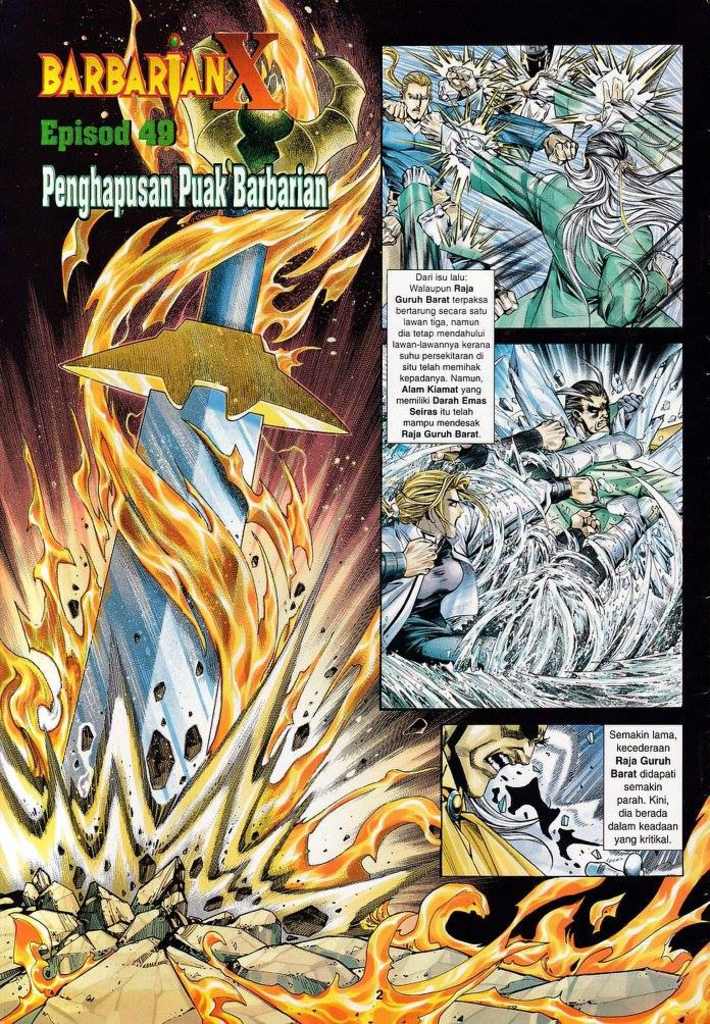 BARBARIAN X
Episod 49
Penghapusan Puak Barbarian
Dari isu lalu:
Walaupun Raja
Guruh Barat terpaksa
bertarung secara satu
lawan tiga, namun
dia tetap mendahului
lawan-lawannya kerana
suhu persekitaran di
situ telah memihak
kepadanya. Namun,
Alam Kiamat yang
memiliki Darah Emas
Seiras itu telah
mampu mendesak
Raja Guruh Barat.
Semakin lama,
kecederaan
Raja Guruh
Barat didapati
semakin
parah. Kini,
dia berada
dalam keadaan
yang kritikal.
2